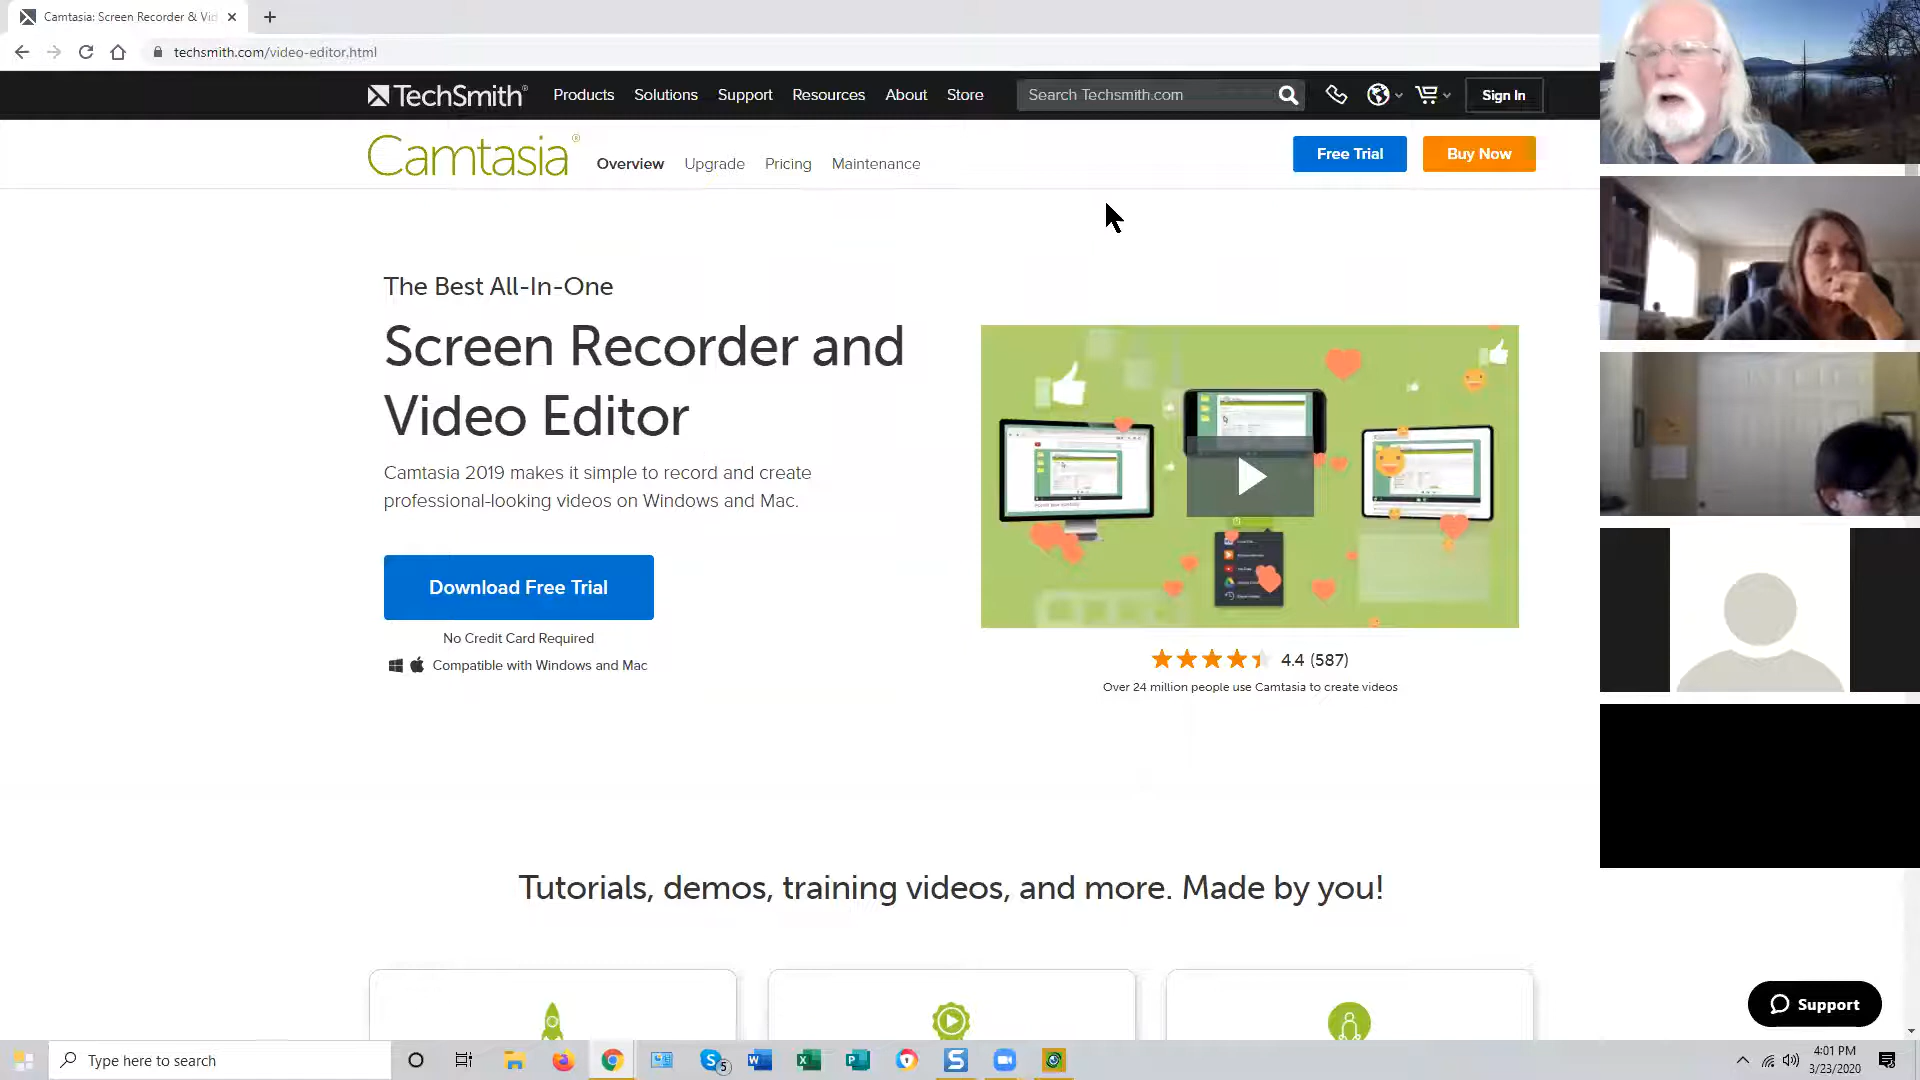 Camtasia: Screen Recorder & Vid
techsmith.com/video-editor.html
TechSmith®
Products
Solutions
Support
Resources
About
Store
Search Techsmith.com
Sign In
Camtasia®
Overview
Upgrade
Pricing
Maintenance
Free Trial
Buy Now
The Best All-In-One
Screen Recorder and
Video Editor
Camtasia 2019 makes it simple to record and create
professional-looking videos on Windows and Mac.
Download Free Trial
No Credit Card Required
Compatible with Windows and Mac
4.4 (587)
Over 24 million people use Camtasia to create videos
Tutorials, demos, training videos, and more. Made by you!
Support
Type here to search
5
4:01 PM
3/23/2020